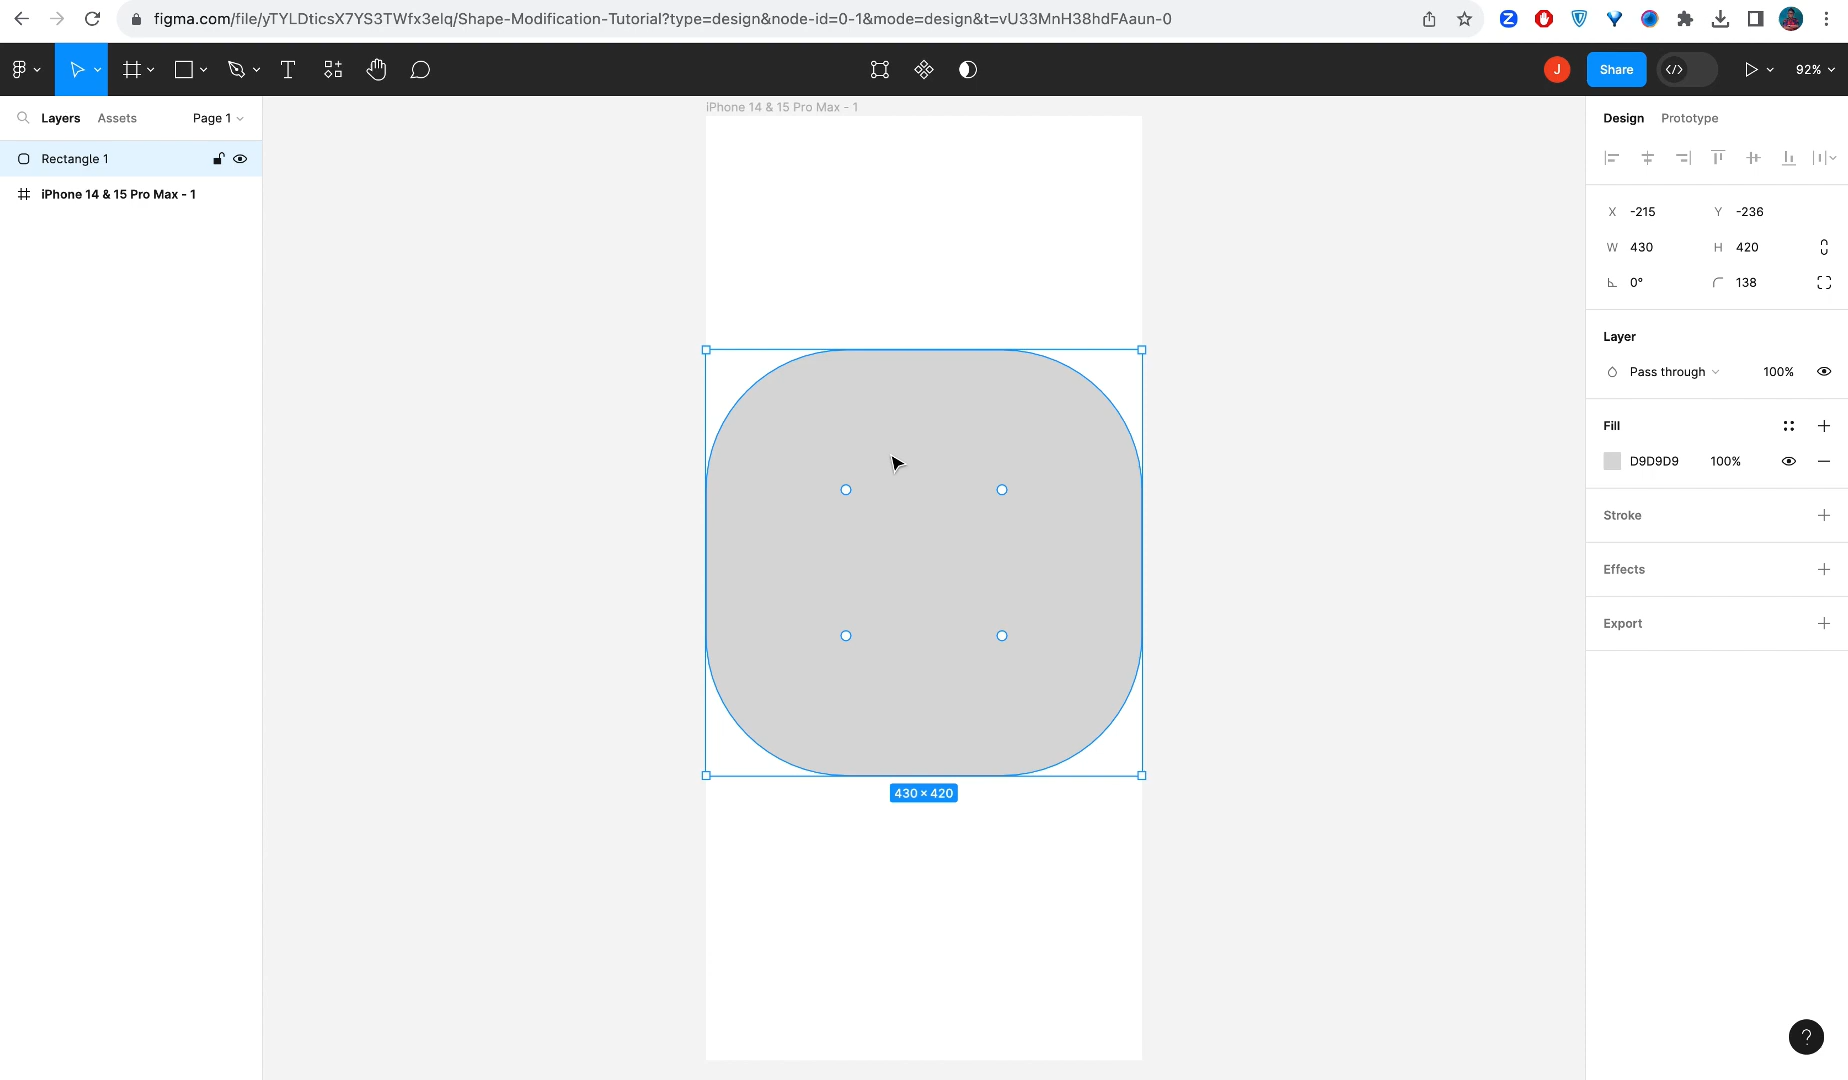 figma.com/file/yTYLDticsX7YS3TWfx3elq/Shape-Modification-Tutorial?type=design&node-id=0-1&mode=design&t=vU33MnH38hdFAaun-0
J
Share
92%
Layers
Assets
Page 1
Rectangle 1
iPhone 14 & 15 Pro Max - 1
iPhone 14 & 15 Pro Max - 1
430 × 420
Design
Prototype
X -215 Y -236
W 430 H 420
0° 138
Layer
Pass through 100%
Fill
D9D9D9 100%
Stroke
Effects
Export
?